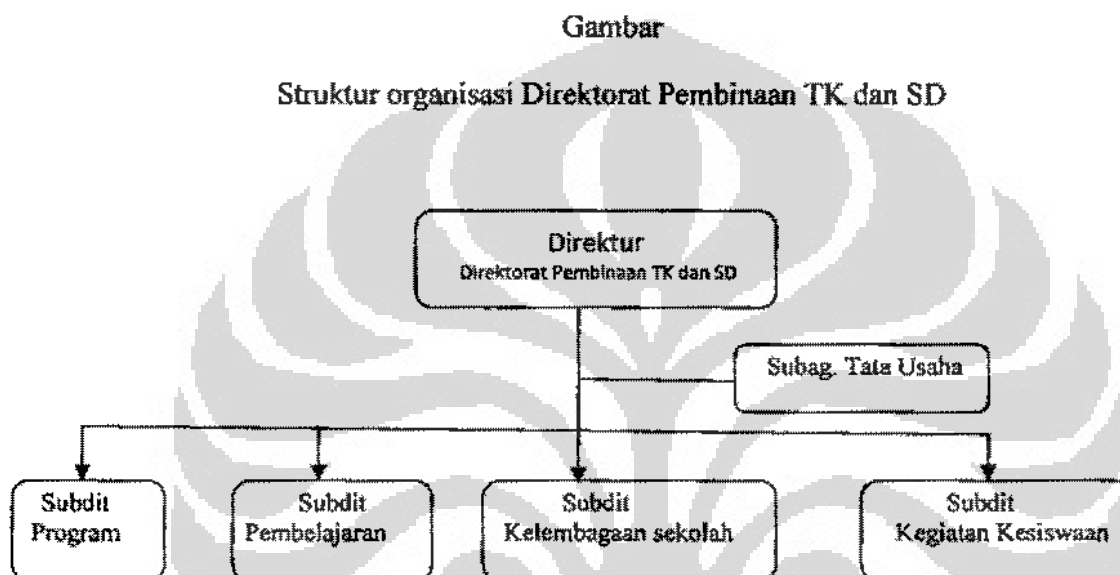 Gambar
Struktur organisasi Direktorat Pembinaan TK dan SD
Direktur
Direktorat Pembinaan TK dan SD
Subag. Tata Usaha
Subdit
Program
Subdit
Pembelajaran
Subdit
Kelembagaan sekolah
Subdit
Kegiatan Kesiswaan